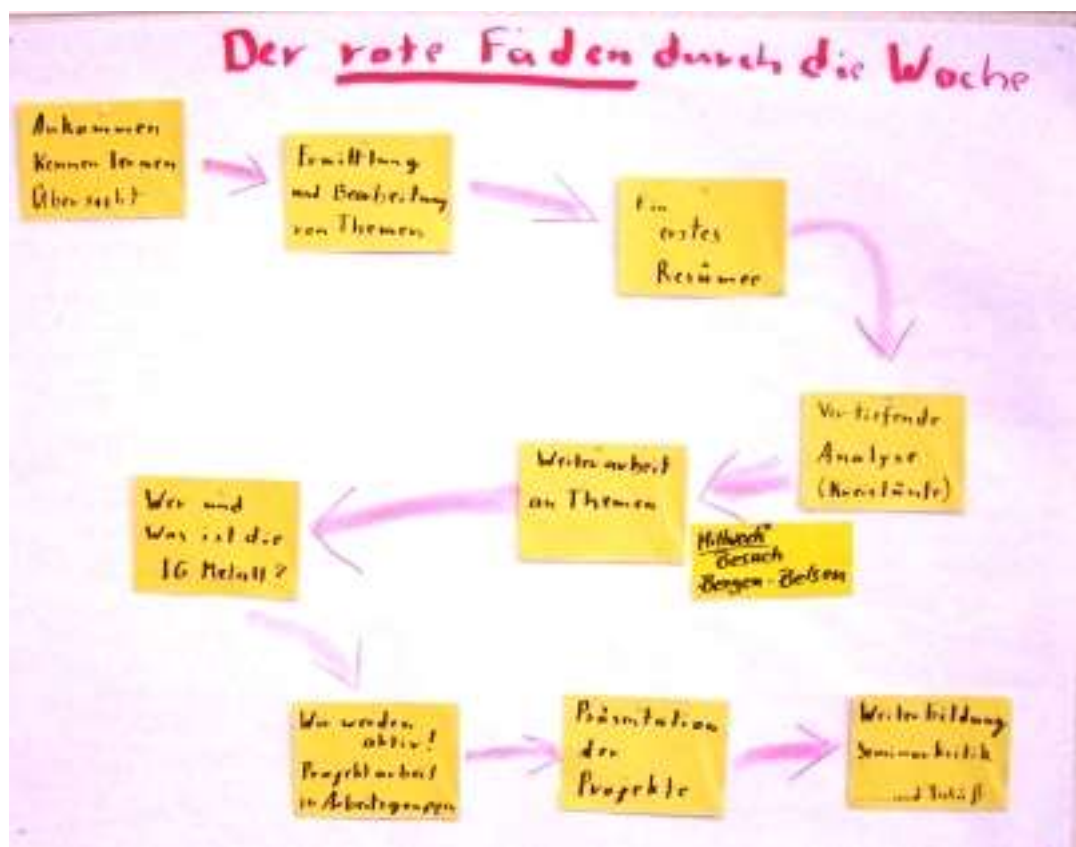 Der rote Faden durch die Woche
Ankommen
Kennen lernen
Übersicht
Ermittlung
und Bearbeitung
von Themen
Ein
erstes
Resümee
Vertiefende
Analyse
Weiterarbeit
an Themen
Mittwoch
Besuch
Bergen-Belsen
Wer und
Was ist die
IG Metall?
Wir werden
aktiv!
Projektarbeit
in Arbeitsgruppen
Präsentation
der
Projekte
Weiterbildung
Seminarkritik
und